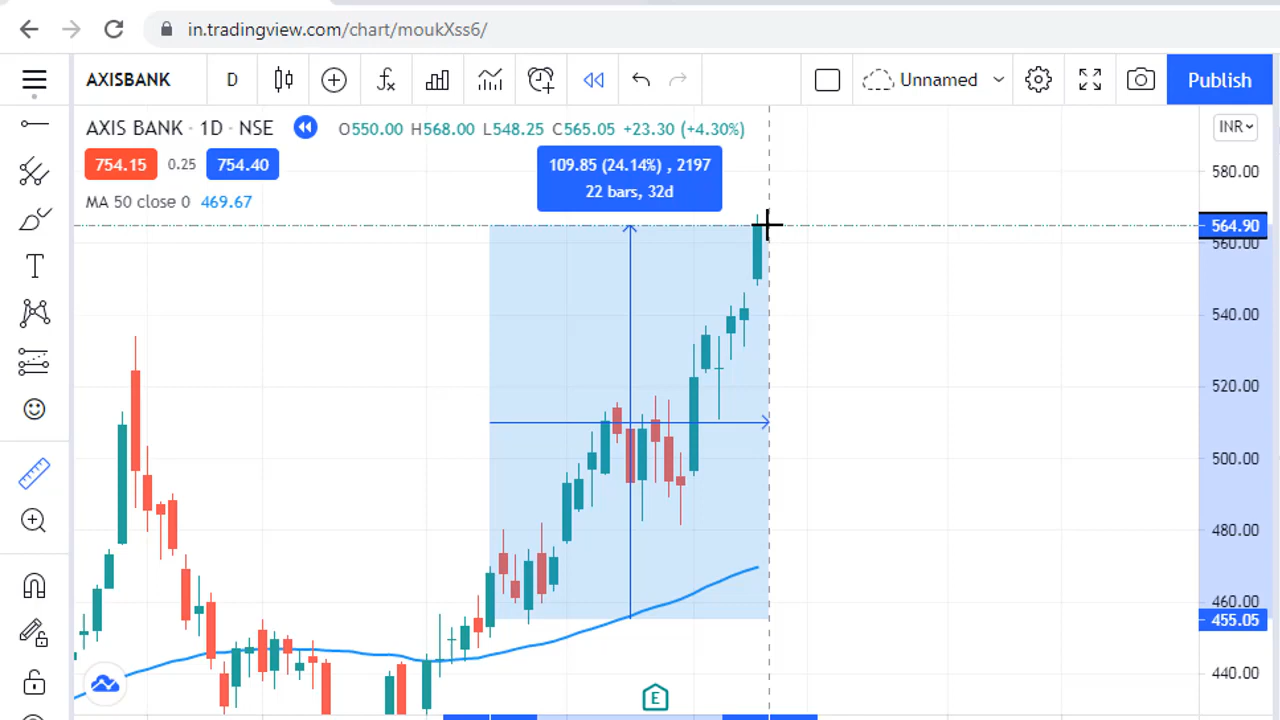 in.tradingview.com/chart/moukXss6/
AXISBANK D Unnamed Publish
AXIS BANK · 1D · NSE O550.00 H568.00 L548.25 C565.05 +23.30 (+4.30%) INR
754.15 0.25 754.40
109.85 (24.14%) , 2197
22 bars, 32d
MA 50 close 0 469.67
580.00
564.90
560.00
540.00
520.00
500.00
480.00
460.00
455.05
440.00
T
E